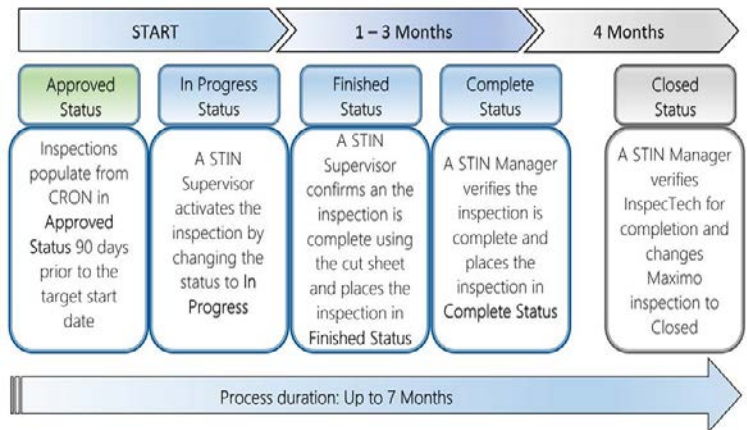 START
1 – 3 Months
4 Months
Approved
Status
In Progress
Status
Finished
Status
Complete
Status
Closed
Status
Inspections
populate from
CRON in
Approved
Status 90 days
prior to the
target start
date
A STIN
Supervisor
activates the
inspection by
changing the
status to In
Progress
A STIN
Supervisor
confirms an the
inspection is
complete using
the cut sheet
and places the
inspection in
Finished Status
A STIN Manager
verifies the
inspection is
complete and
places the
inspection in
Complete Status
A STIN Manager
verifies
InspecTech for
completion and
changes
Maximo
inspection to
Closed
Process duration: Up to 7 Months